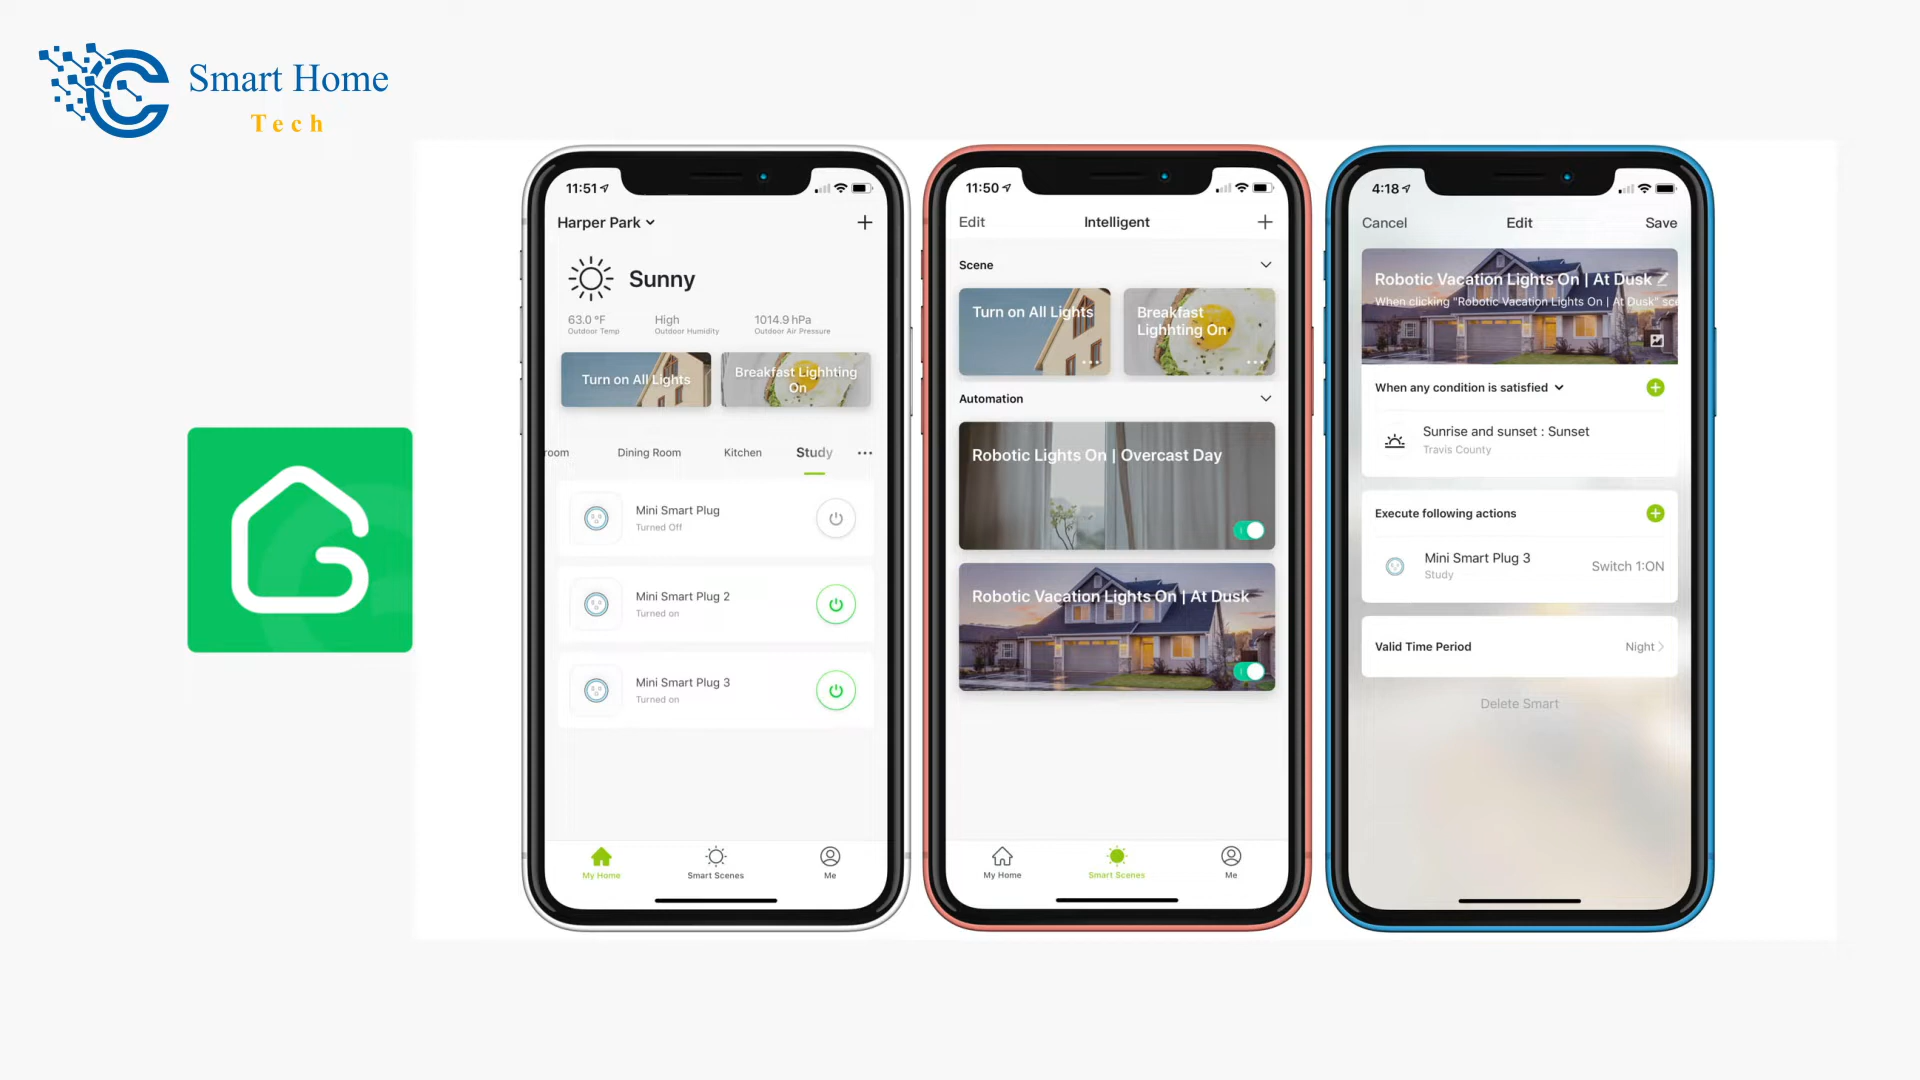 Smart Home
Tech
11:51
Harper Park
Sunny
63.0 °F
Outdoor Temp
High
Outdoor Humidity
1014.9 hPa
Outdoor Air Pressure
Turn on All Lights
Breakfast Lighhting
On
room
Dining Room
Kitchen
Study
Mini Smart Plug
Turned Off
Mini Smart Plug 2
Turned on
Mini Smart Plug 3
Turned on
My Home
Smart Scenes
Me
11:50
Edit
Intelligent
Scene
Turn on All Lights
Breakfast
Lighhting On
Automation
Robotic Lights On | Overcast Day
Robotic Vacation Lights On | At Dusk
My Home
Smart Scenes
Me
4:18
Cancel
Edit
Save
Robotic Vacation Lights On | At Dusk
When clicking "Robotic Vacation Lights On | At Dusk" sce
When any condition is satisfied
Sunrise and sunset : Sunset
Travis County
Execute following actions
Mini Smart Plug 3
Study
Switch 1:ON
Valid Time Period
Night
Delete Smart